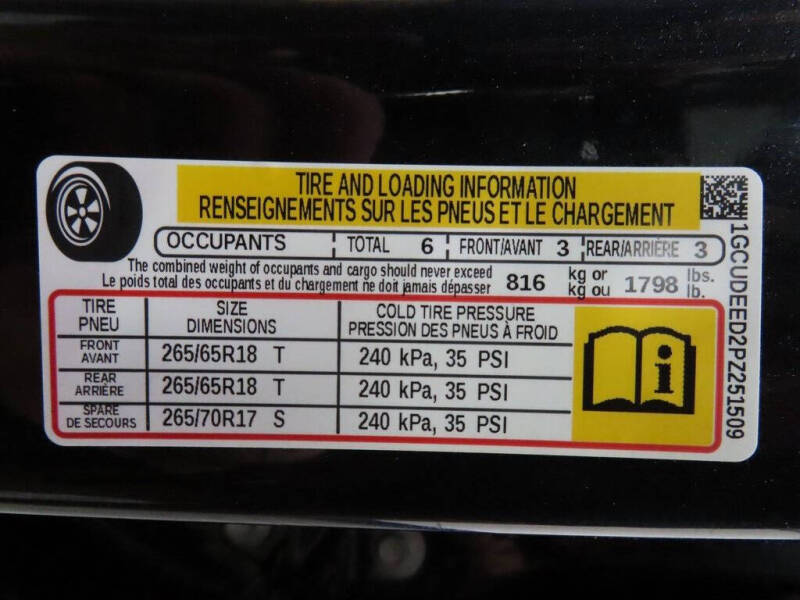 TIRE AND LOADING INFORMATION
RENSEIGNEMENTS SUR LES PNEUS ET LE CHARGEMENT
OCCUPANTS TOTAL 6 FRONT/AVANT 3 REAR/ARRIÈRE 3
The combined weight of occupants and cargo should never exceed 816 kg or 1798 lbs.
Le poids total des occupants et du chargement ne doit jamais dépasser kg ou lb.
TIRE SIZE COLD TIRE PRESSURE
PNEU DIMENSIONS PRESSION DES PNEUS À FROID
FRONT
AVANT 265/65R18 T 240 kPa, 35 PSI
REAR
ARRIÈRE 265/65R18 T 240 kPa, 35 PSI
SPARE
DE SECOURS 265/70R17 S 240 kPa, 35 PSI
1GCUDEED2PZ251509